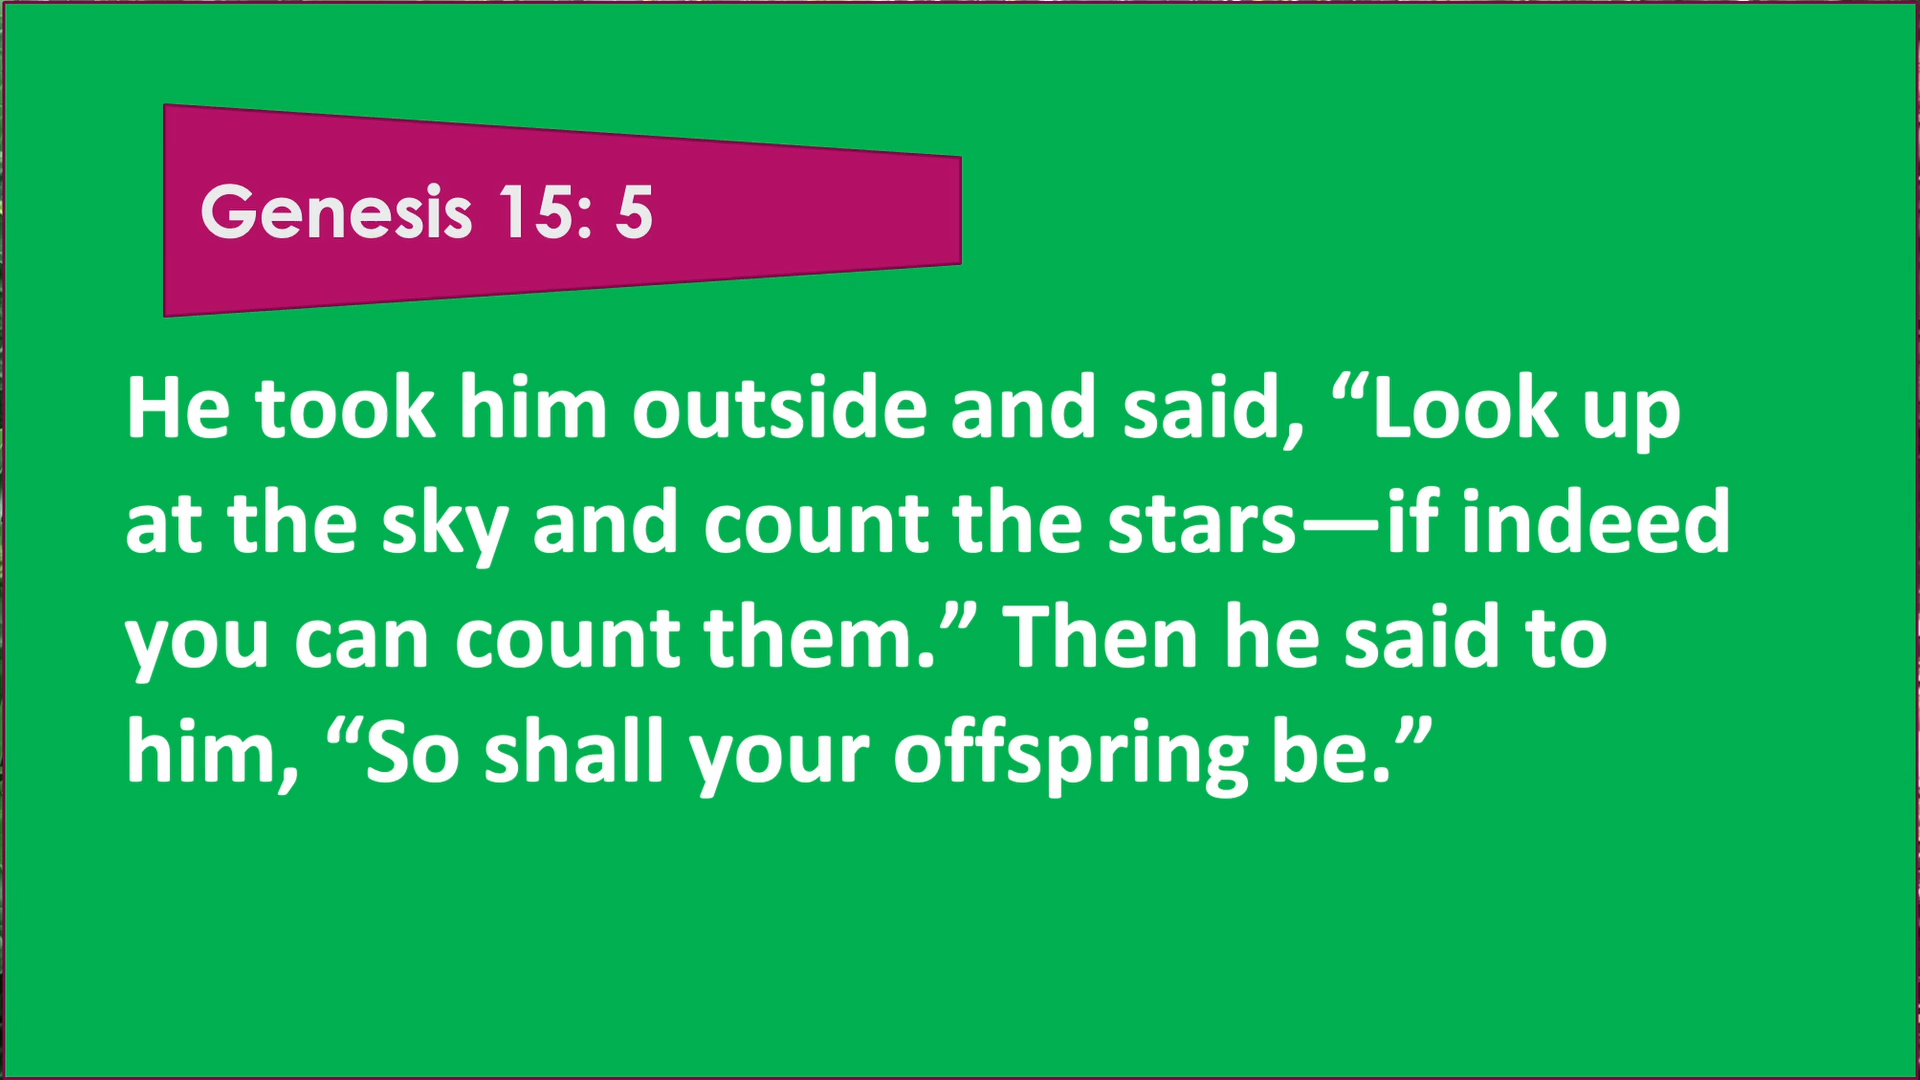 Genesis 15: 5
He took him outside and said, “Look up
at the sky and count the stars—if indeed
you can count them.” Then he said to
him, “So shall your offspring be.”